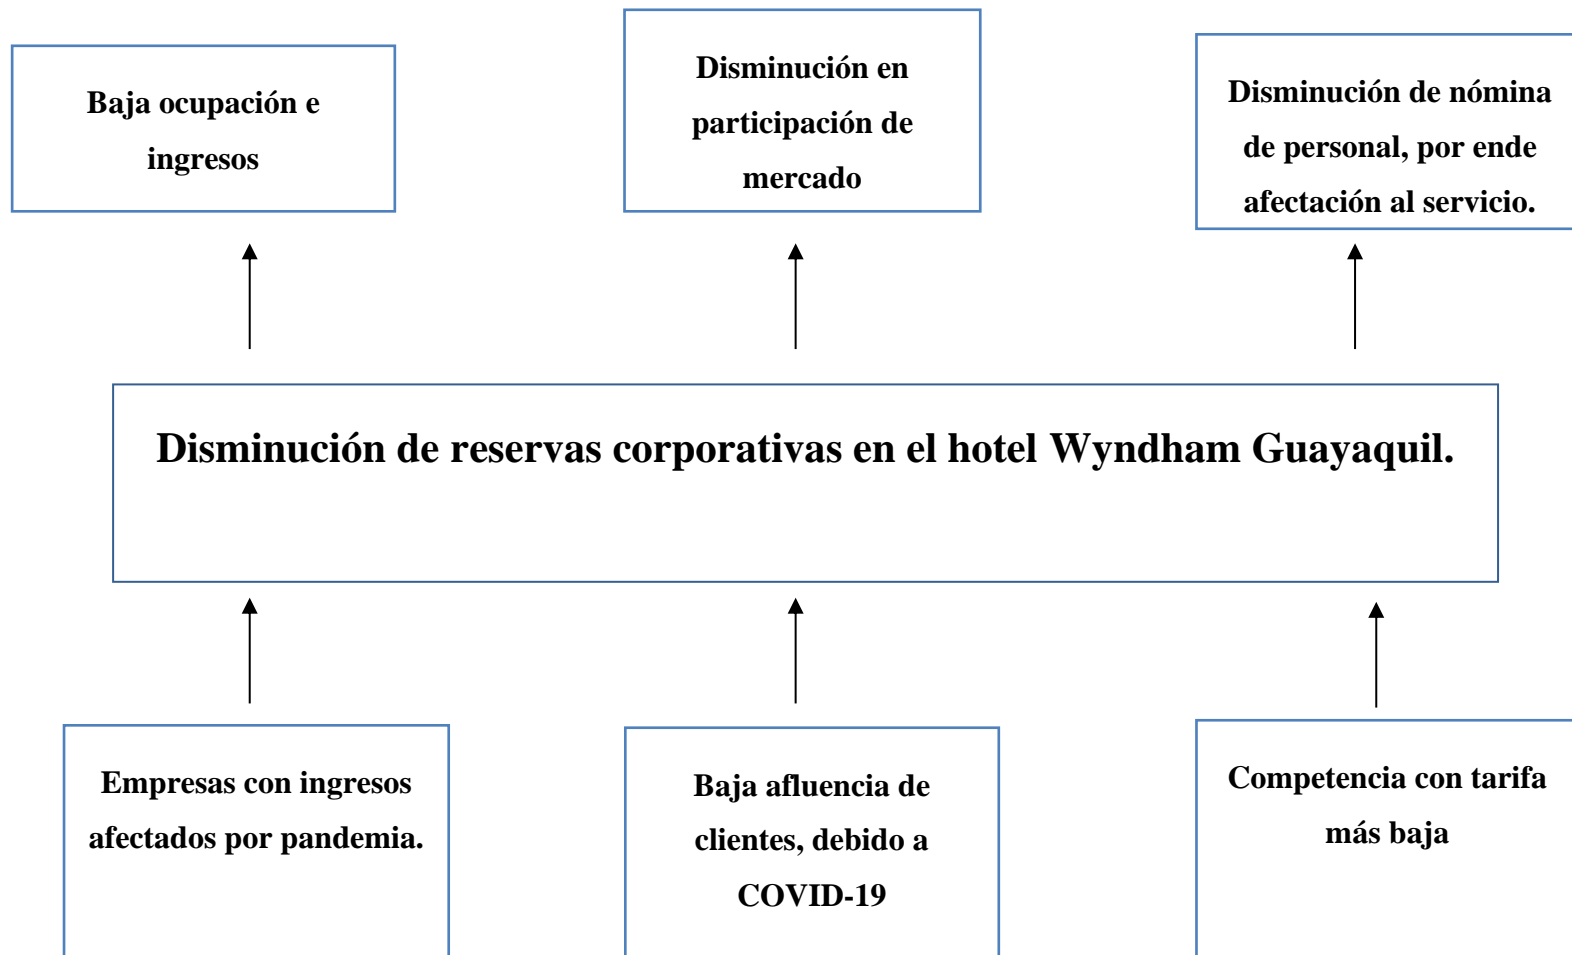 Baja ocupación e
ingresos
Disminución en
participación de
mercado
Disminución de nómina
de personal, por ende
afectación al servicio.
Disminución de reservas corporativas en el hotel Wyndham Guayaquil.
Empresas con ingresos
afectados por pandemia.
Baja afluencia de
clientes, debido a
COVID-19
Competencia con tarifa
más baja